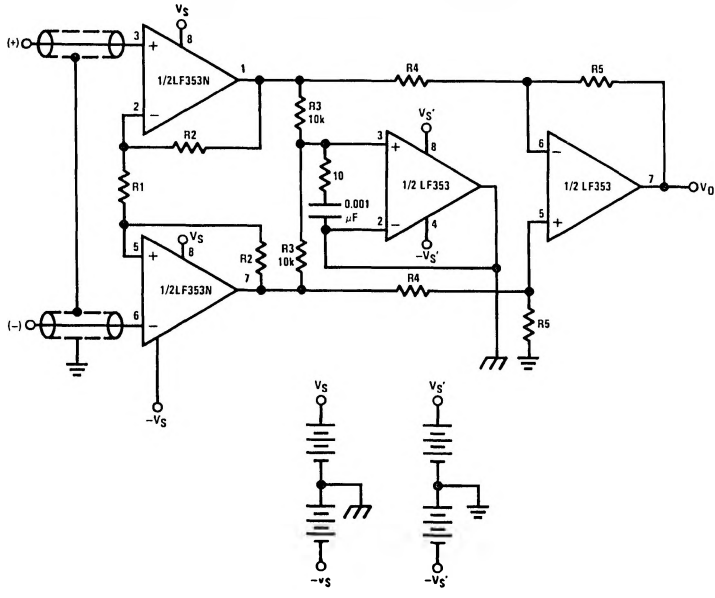 VS
8
(+)
3
+
1/2LF353N
1
2
−
R2
R1
R3
10k
R4
R5
VS'
8
3
+
10
0.001
μF
1/2 LF353
2
−
4
−VS'
6
−
1/2 LF353
7
VO
5
+
VS
8
5
+
R2
R3
10k
1/2LF353N
7
R4
R5
(−)
6
−
−VS
VS
VS'
−vS
−VS'